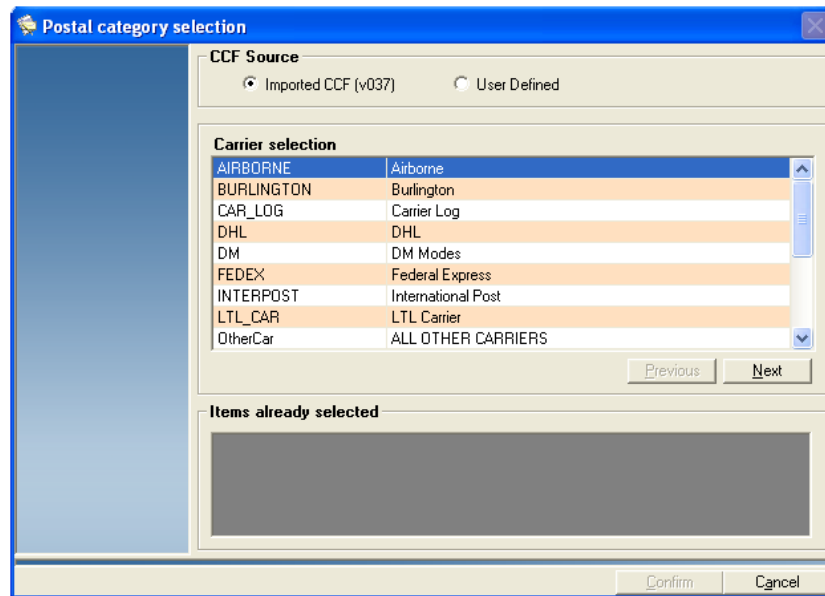 Postal category selection
CCF Source
Imported CCF (v037) User Defined
Carrier selection
AIRBORNE Airborne
BURLINGTON Burlington
CAR_LOG Carrier Log
DHL DHL
DM DM Modes
FEDEX Federal Express
INTERPOST International Post
LTL_CAR LTL Carrier
OtherCar ALL OTHER CARRIERS
Previous Next
Items already selected
Confirm Cancel